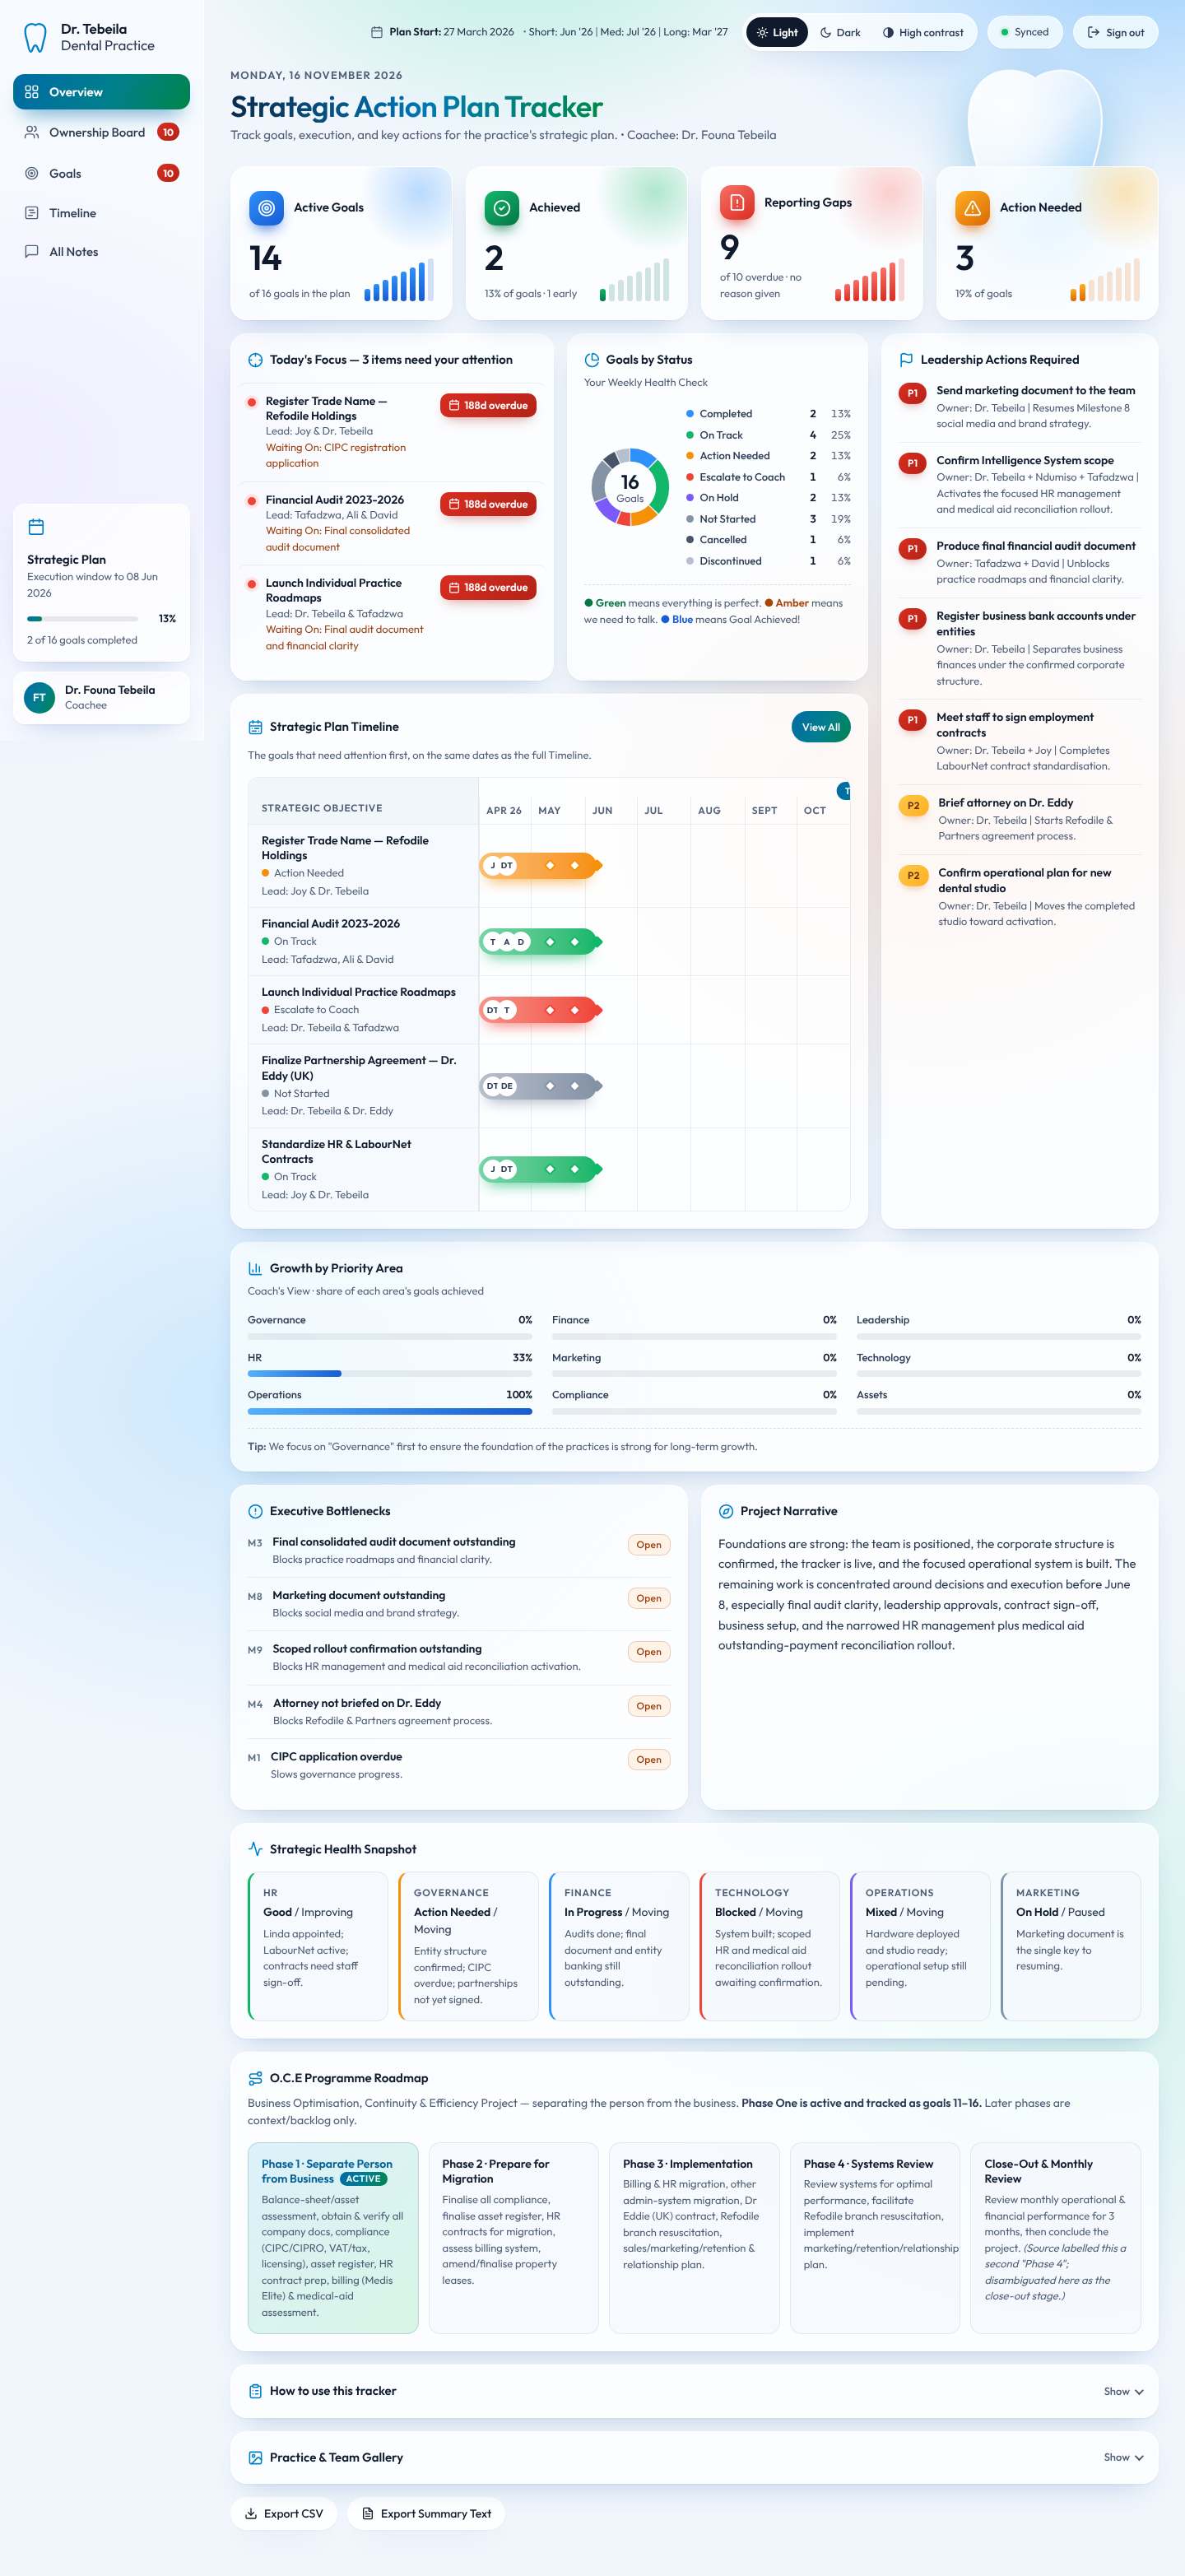 Dr. Tebeila
Dental Practice
Overview
Ownership Board 10
Goals 10
Timeline
All Notes
Strategic Plan
Execution window to 08 Jun
2026
13%
2 of 16 goals completed
FT
Dr. Founa Tebeila
Coachee
Plan Start: 27 March 2026 • Short: Jun '26 | Med: Jul '26 | Long: Mar '27
Light
Dark
High contrast
Synced
Sign out
MONDAY, 16 NOVEMBER 2026
Strategic Action Plan Tracker
Track goals, execution, and key actions for the practice's strategic plan. • Coachee: Dr. Founa Tebeila
Active Goals
14
of 16 goals in the plan
Achieved
2
13% of goals · 1 early
Reporting Gaps
9
of 10 overdue · no
reason given
Action Needed
3
19% of goals
Today's Focus — 3 items need your attention
Register Trade Name —
Refodile Holdings
188d overdue
Lead: Joy & Dr. Tebeila
Waiting On: CIPC registration
application
Financial Audit 2023-2026
188d overdue
Lead: Tafadzwa, Ali & David
Waiting On: Final consolidated
audit document
Launch Individual Practice
Roadmaps
188d overdue
Lead: Dr. Tebeila & Tafadzwa
Waiting On: Final audit document
and financial clarity
Goals by Status
Your Weekly Health Check
16
Goals
Completed 2 13%
On Track 4 25%
Action Needed 2 13%
Escalate to Coach 1 6%
On Hold 2 13%
Not Started 3 19%
Cancelled 1 6%
Discontinued 1 6%
Green means everything is perfect. Amber means
we need to talk. Blue means Goal Achieved!
Leadership Actions Required
P1 Send marketing document to the team
Owner: Dr. Tebeila | Resumes Milestone 8
social media and brand strategy.
P1 Confirm Intelligence System scope
Owner: Dr. Tebeila + Ndumiso + Tafadzwa |
Activates the focused HR management
and medical aid reconciliation rollout.
P1 Produce final financial audit document
Owner: Tafadzwa + David | Unblocks
practice roadmaps and financial clarity.
P1 Register business bank accounts under
entities
Owner: Dr. Tebeila | Separates business
finances under the confirmed corporate
structure.
P1 Meet staff to sign employment
contracts
Owner: Dr. Tebeila + Joy | Completes
LabourNet contract standardisation.
P2 Brief attorney on Dr. Eddy
Owner: Dr. Tebeila | Starts Refodile &
Partners agreement process.
P2 Confirm operational plan for new
dental studio
Owner: Dr. Tebeila | Moves the completed
studio toward activation.
Strategic Plan Timeline
View All
The goals that need attention first, on the same dates as the full Timeline.
STRATEGIC OBJECTIVE APR 26 MAY JUN JUL AUG SEPT OCT
Register Trade Name — Refodile
Holdings
Action Needed
Lead: Joy & Dr. Tebeila
J DT
Financial Audit 2023-2026
On Track
Lead: Tafadzwa, Ali & David
T A D
Launch Individual Practice Roadmaps
Escalate to Coach
Lead: Dr. Tebeila & Tafadzwa
DT T
Finalize Partnership Agreement — Dr.
Eddy (UK)
Not Started
Lead: Dr. Tebeila & Dr. Eddy
DT DE
Standardize HR & LabourNet
Contracts
On Track
Lead: Joy & Dr. Tebeila
J DT
Growth by Priority Area
Coach's View · share of each area's goals achieved
Governance 0% Finance 0% Leadership 0%
HR 33% Marketing 0% Technology 0%
Operations 100% Compliance 0% Assets 0%
Tip: We focus on "Governance" first to ensure the foundation of the practices is strong for long-term growth.
Executive Bottlenecks
M3 Final consolidated audit document outstanding Open
Blocks practice roadmaps and financial clarity.
M8 Marketing document outstanding Open
Blocks social media and brand strategy.
M9 Scoped rollout confirmation outstanding Open
Blocks HR management and medical aid reconciliation activation.
M4 Attorney not briefed on Dr. Eddy Open
Blocks Refodile & Partners agreement process.
M1 CIPC application overdue Open
Slows governance progress.
Project Narrative
Foundations are strong: the team is positioned, the corporate structure is
confirmed, the tracker is live, and the focused operational system is built. The
remaining work is concentrated around decisions and execution before June
8, especially final audit clarity, leadership approvals, contract sign-off,
business setup, and the narrowed HR management plus medical aid
outstanding-payment reconciliation rollout.
Strategic Health Snapshot
HR
Good / Improving
Linda appointed;
LabourNet active;
contracts need staff
sign-off.
GOVERNANCE
Action Needed /
Moving
Entity structure
confirmed; CIPC
overdue; partnerships
not yet signed.
FINANCE
In Progress / Moving
Audits done; final
document and entity
banking still
outstanding.
TECHNOLOGY
Blocked / Moving
System built; scoped
HR and medical aid
reconciliation rollout
awaiting confirmation.
OPERATIONS
Mixed / Moving
Hardware deployed
and studio ready;
operational setup still
pending.
MARKETING
On Hold / Paused
Marketing document is
the single key to
resuming.
O.C.E Programme Roadmap
Business Optimisation, Continuity & Efficiency Project — separating the person from the business. Phase One is active and tracked as goals 11–16. Later phases are
context/backlog only.
Phase 1 · Separate Person
from Business ACTIVE
Balance-sheet/asset
assessment, obtain & verify all
company docs, compliance
(CIPC/CIPRO, VAT/tax,
licensing), asset register, HR
contract prep, billing (Medis
Elite) & medical-aid
assessment.
Phase 2 · Prepare for
Migration
Finalise all compliance,
finalise asset register, HR
contracts for migration,
assess billing system,
amend/finalise property
leases.
Phase 3 · Implementation
Billing & HR migration, other
admin-system migration, Dr
Eddie (UK) contract, Refodile
branch resuscitation,
sales/marketing/retention &
relationship plan.
Phase 4 · Systems Review
Review systems for optimal
performance, facilitate
Refodile branch resuscitation,
implement
marketing/retention/relationship
plan.
Close-Out & Monthly
Review
Review monthly operational &
financial performance for 3
months, then conclude the
project. (Source labelled this a
second "Phase 4";
disambiguated here as the
close-out stage.)
How to use this tracker
Show
Practice & Team Gallery
Show
Export CSV
Export Summary Text